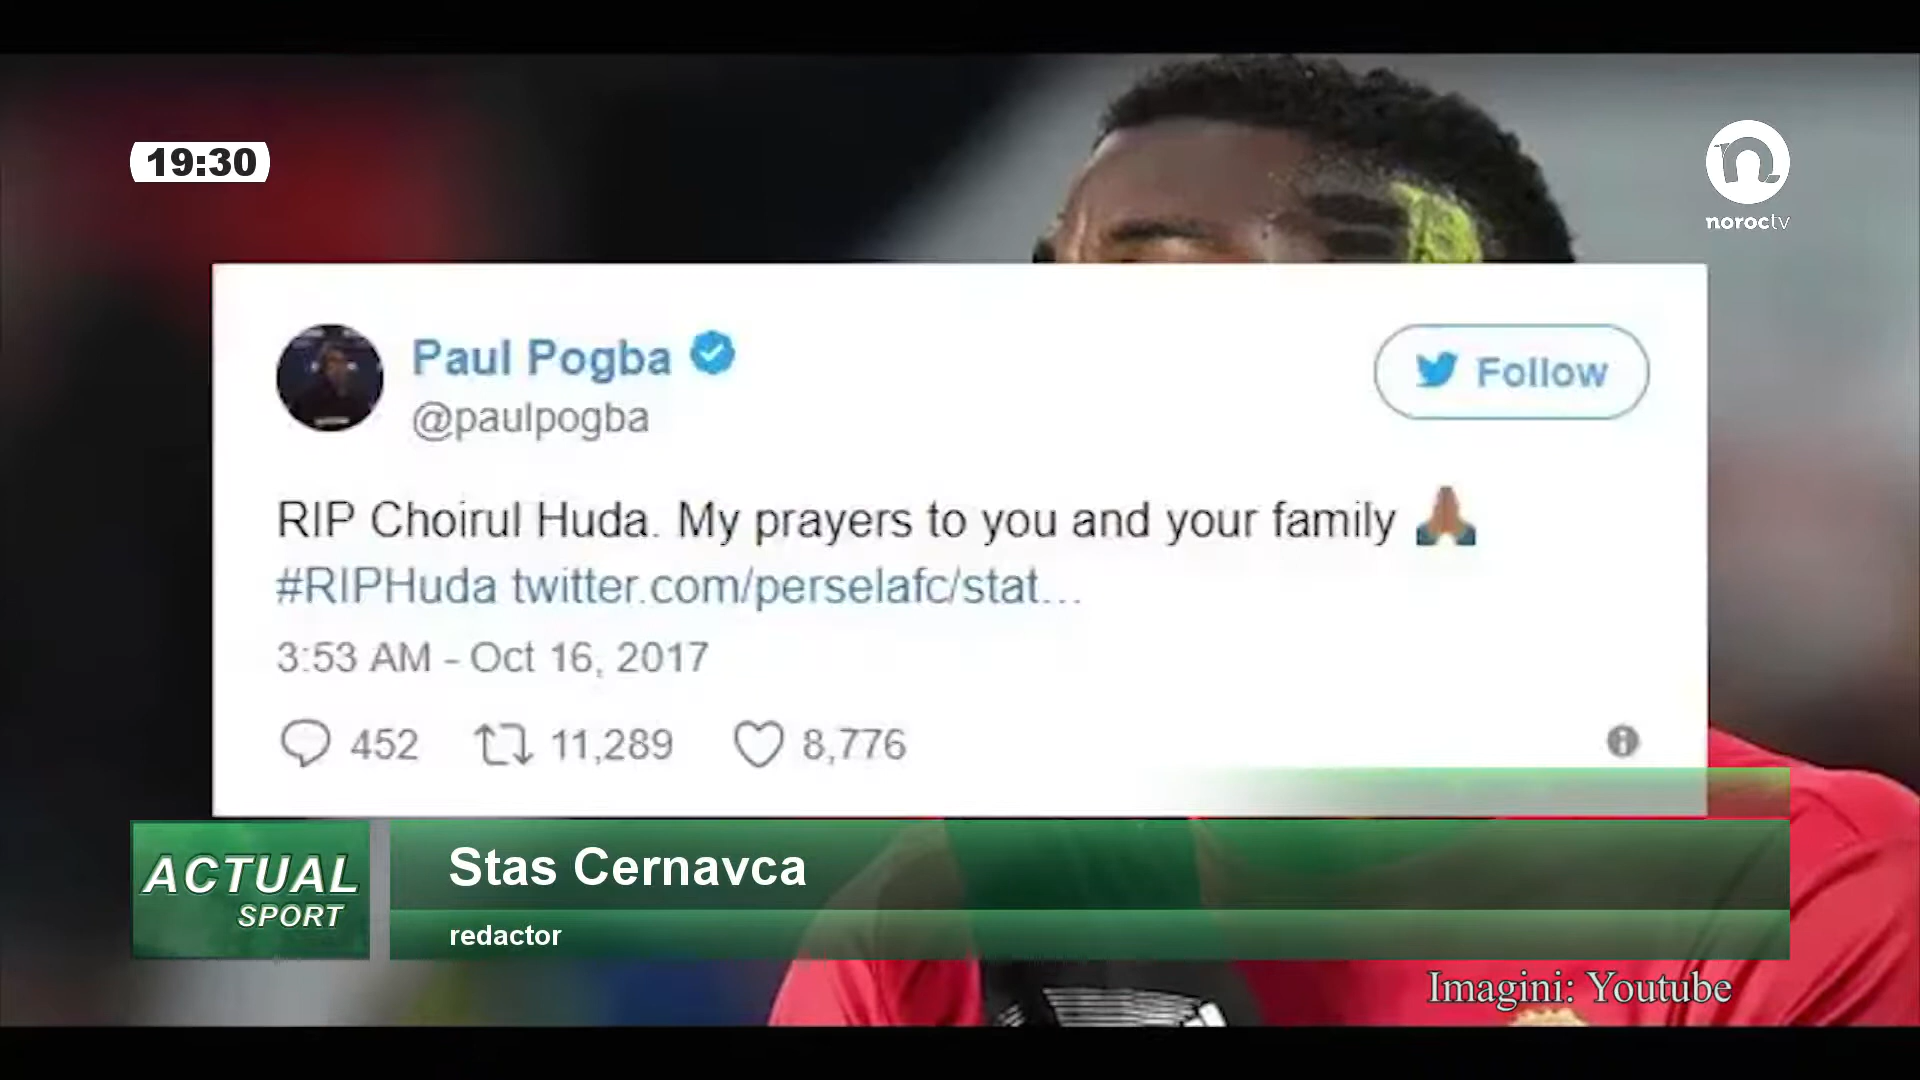 19:30
noroctv
Paul Pogba
@paulpogba
Follow
RIP Choirul Huda. My prayers to you and your family 🙏🏾
#RIPHuda twitter.com/perselafc/stat...
3:53 AM - Oct 16, 2017
452 11,289 8,776
ACTUAL
SPORT
Stas Cernavca
redactor
Imagini: Youtube